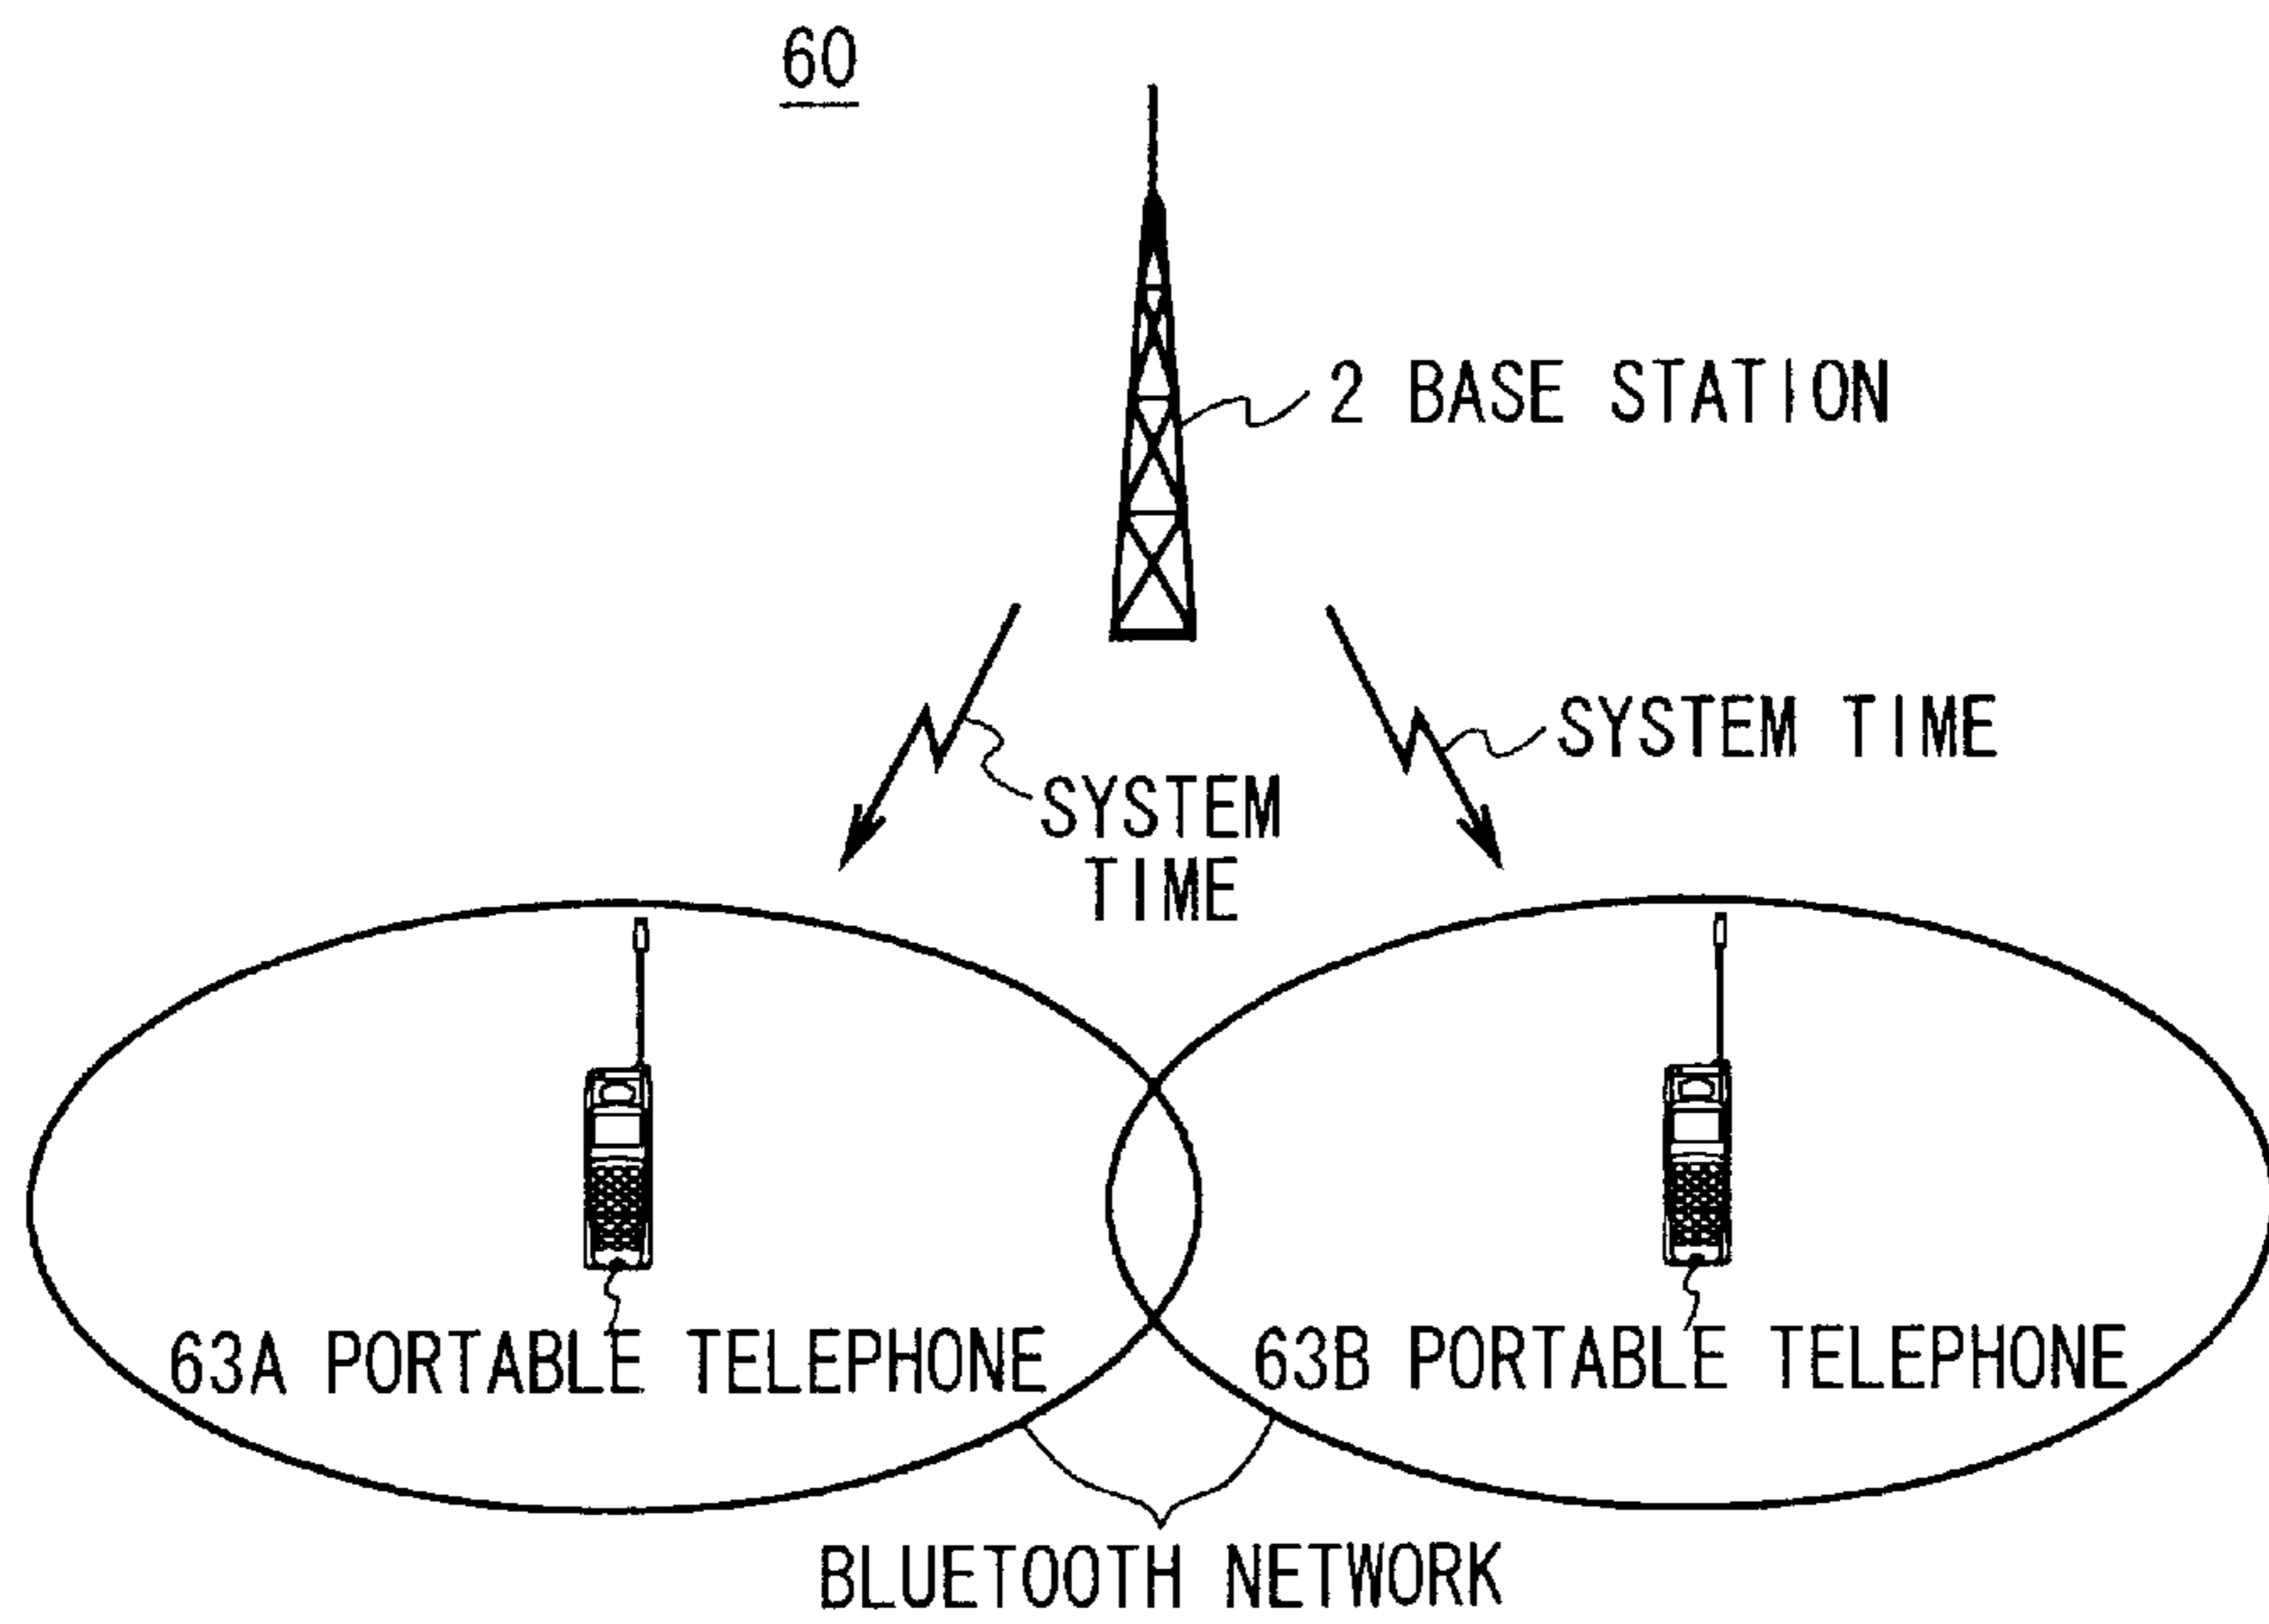 60
2 BASE STATION
SYSTEM TIME
SYSTEM
TIME
63A PORTABLE TELEPHONE
63B PORTABLE TELEPHONE
BLUETOOTH NETWORK